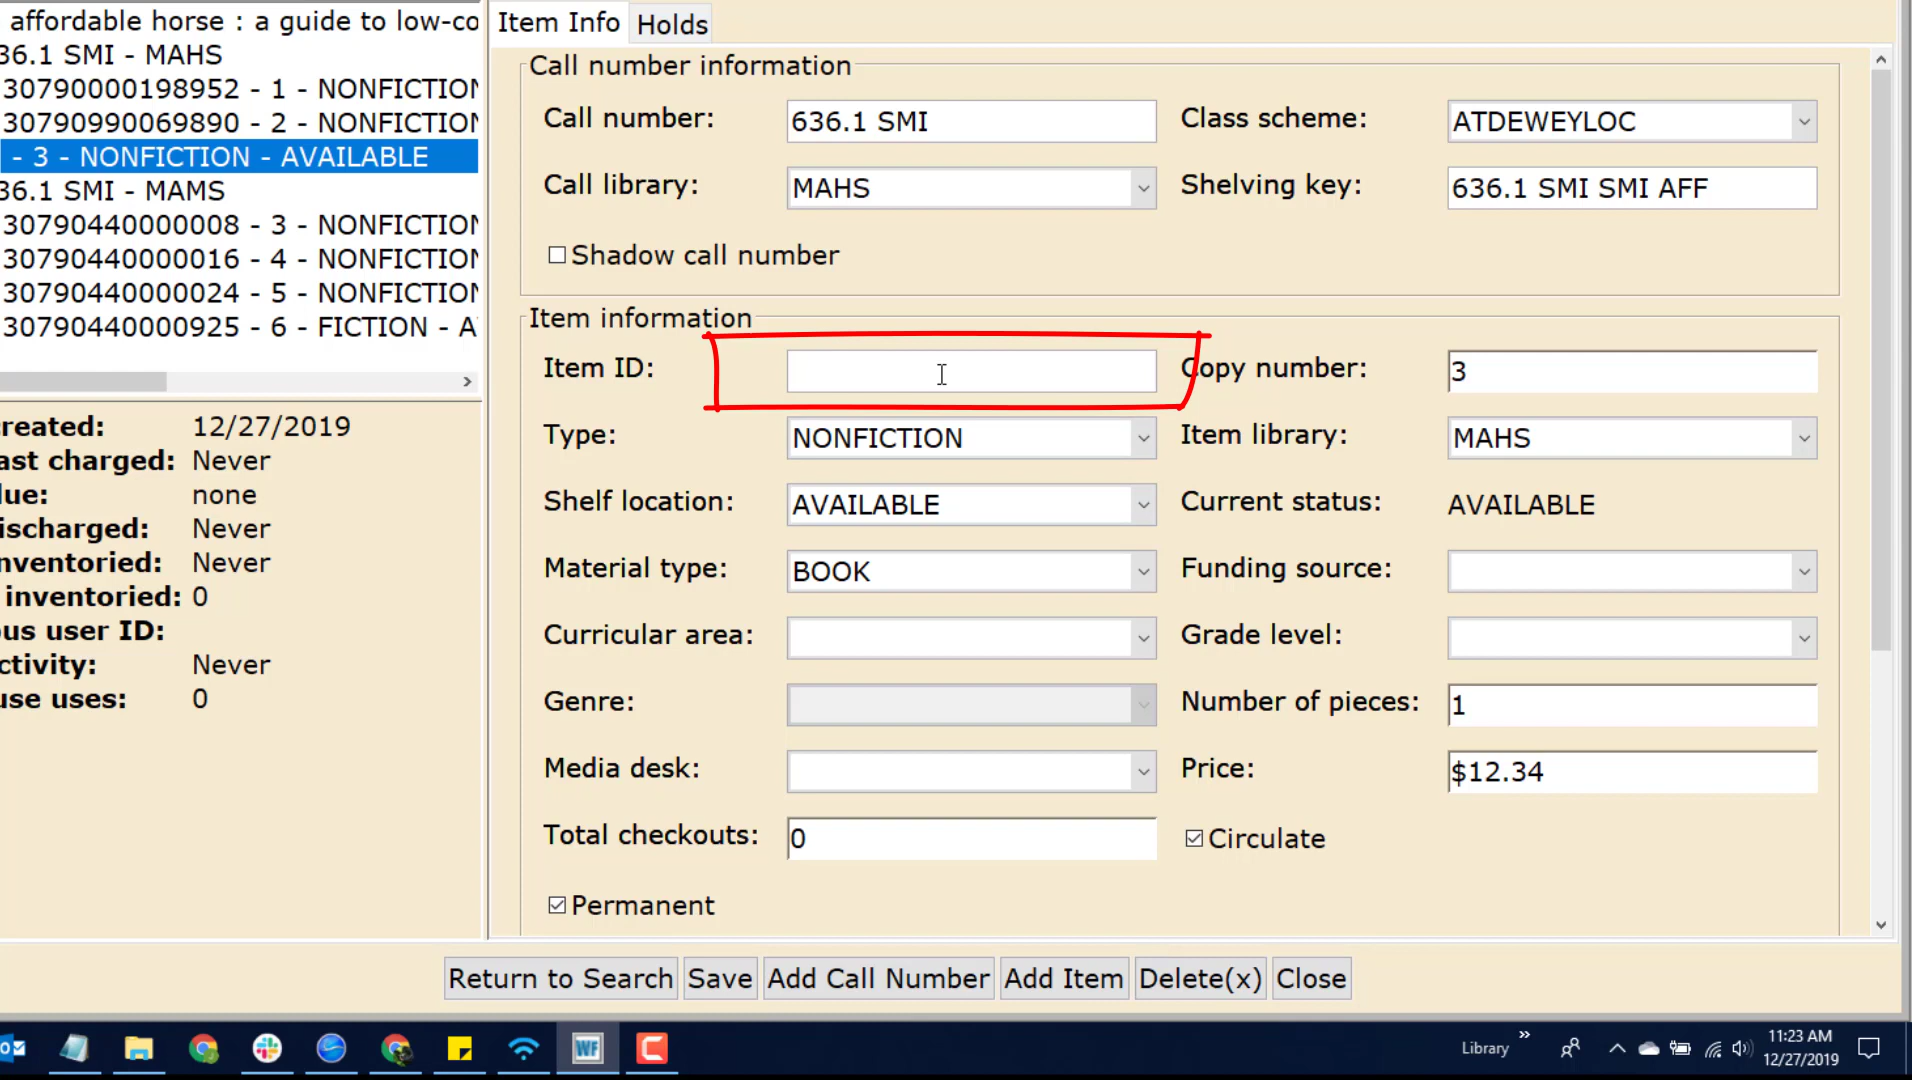 affordable horse : a guide to low-co
36.1 SMI - MAHS
30790000198952 - 1 - NONFICTION
30790990069890 - 2 - NONFICTION
- 3 - NONFICTION - AVAILABLE
36.1 SMI - MAMS
30790440000008 - 3 - NONFICTION
30790440000016 - 4 - NONFICTION
30790440000024 - 5 - NONFICTION
30790440000925 - 6 - FICTION - A
reated: 12/27/2019
ast charged: Never
ue: none
ischarged: Never
nventoried: Never
inventoried: 0
ous user ID:
ctivity: Never
use uses: 0
Item Info Holds
Call number information
Call number: 636.1 SMI Class scheme: ATDEWEYLOC
Call library: MAHS Shelving key: 636.1 SMI SMI AFF
Shadow call number
Item information
Item ID: Copy number: 3
Type: NONFICTION Item library: MAHS
Shelf location: AVAILABLE Current status: AVAILABLE
Material type: BOOK Funding source:
Curricular area: Grade level:
Genre: Number of pieces: 1
Media desk: Price: $12.34
Total checkouts: 0 Circulate
Permanent
Return to Search Save Add Call Number Add Item Delete(x) Close
WF
Library
11:23 AM
12/27/2019